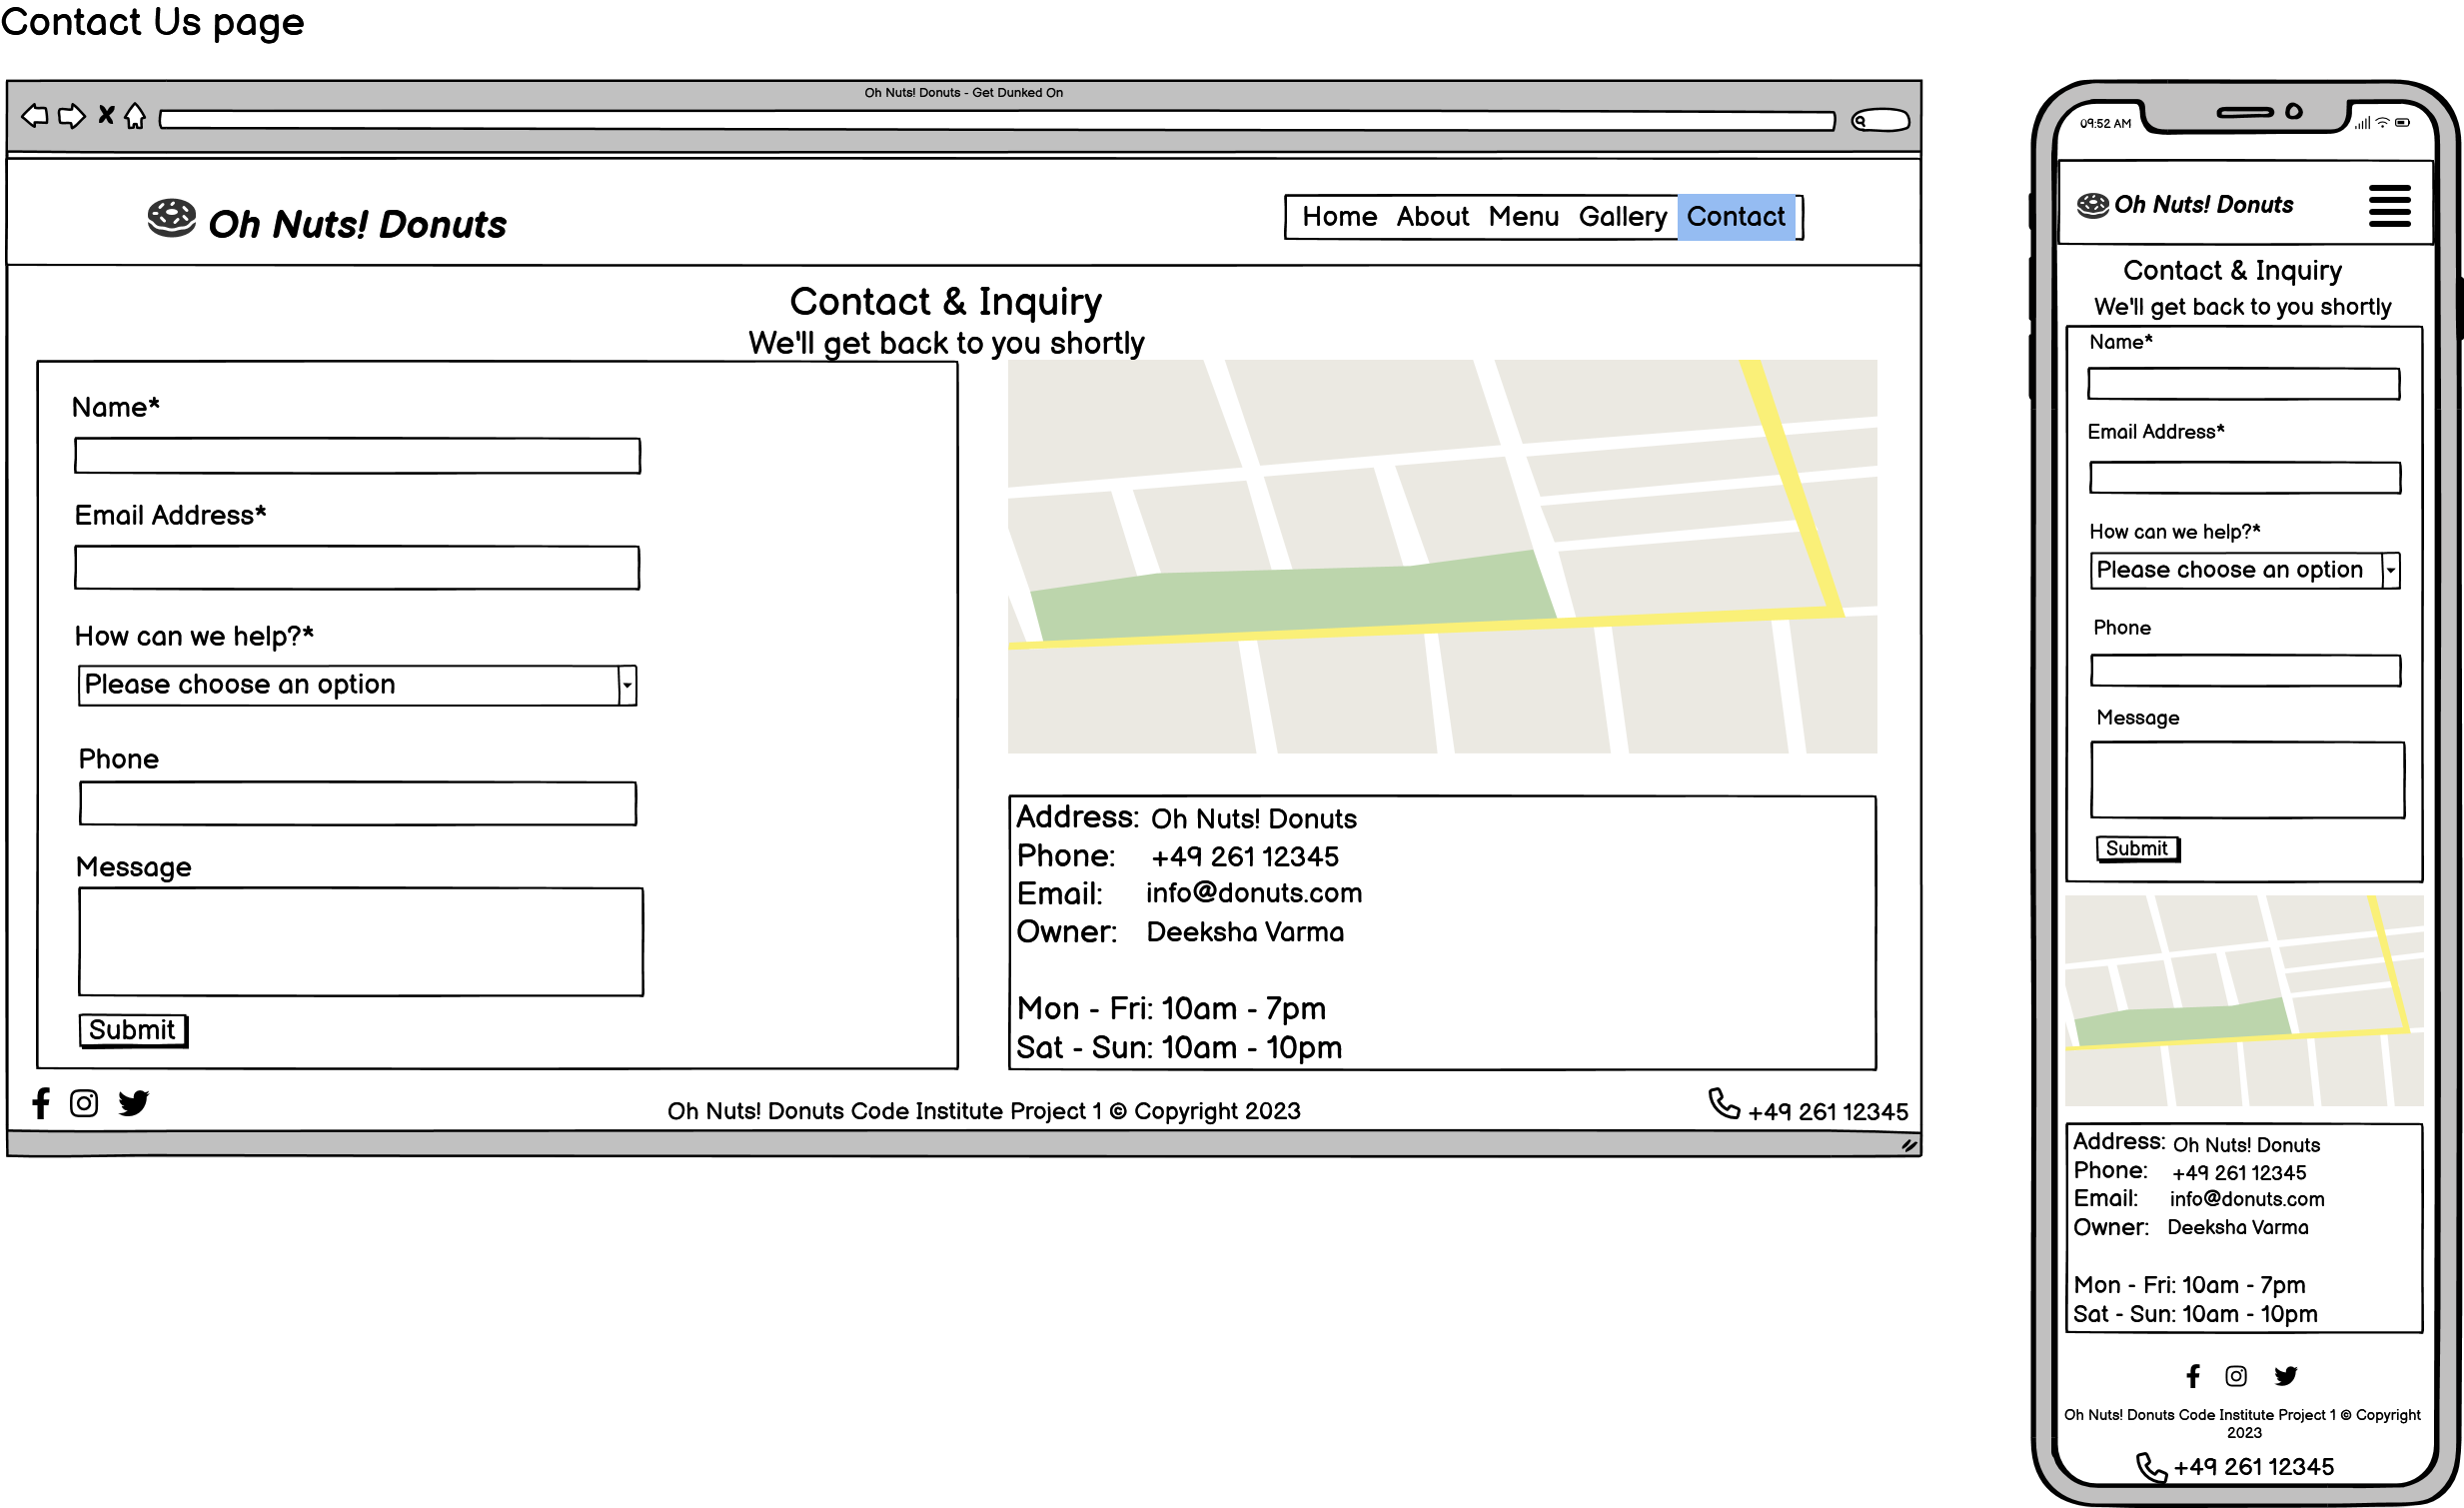 Contact Us page
Oh Nuts! Donuts - Get Dunked On
Oh Nuts! Donuts
Home About Menu Gallery Contact
Contact & Inquiry
We'll get back to you shortly
Name*
Email Address*
How can we help?*
Please choose an option
Phone
Message
Submit
Address: Oh Nuts! Donuts
Phone: +49 261 12345
Email: info@donuts.com
Owner: Deeksha Varma
Mon - Fri: 10am - 7pm
Sat - Sun: 10am - 10pm
Oh Nuts! Donuts Code Institute Project 1 © Copyright 2023
+49 261 12345
09:52 AM
Oh Nuts! Donuts
Contact & Inquiry
We'll get back to you shortly
Name*
Email Address*
How can we help?*
Please choose an option
Phone
Message
Submit
Address: Oh Nuts! Donuts
Phone: +49 261 12345
Email: info@donuts.com
Owner: Deeksha Varma
Mon - Fri: 10am - 7pm
Sat - Sun: 10am - 10pm
Oh Nuts! Donuts Code Institute Project 1 © Copyright
2023
+49 261 12345